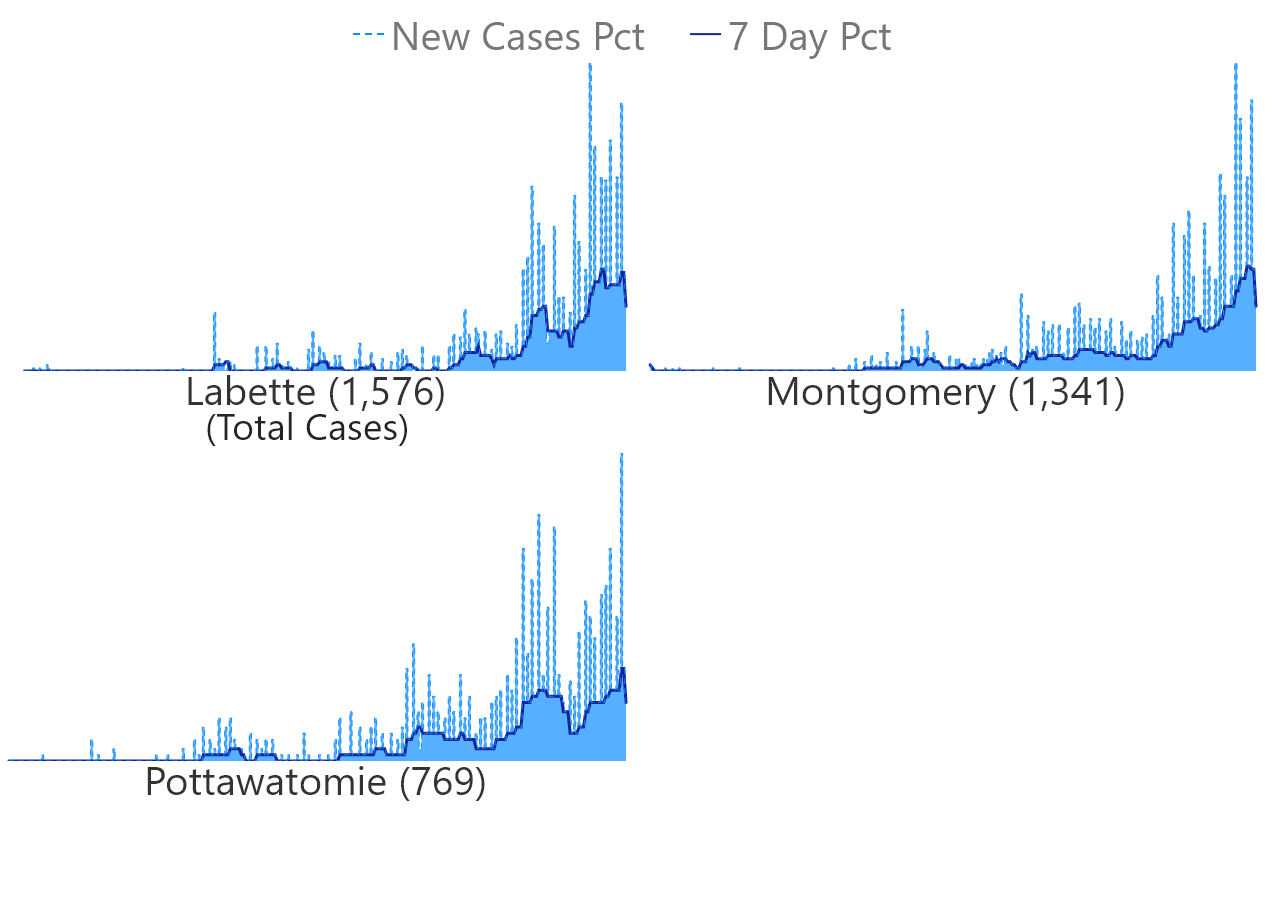 New Cases Pct 7 Day Pct
Labette (1,576)
(Total Cases)
Montgomery (1,341)
Pottawatomie (769)